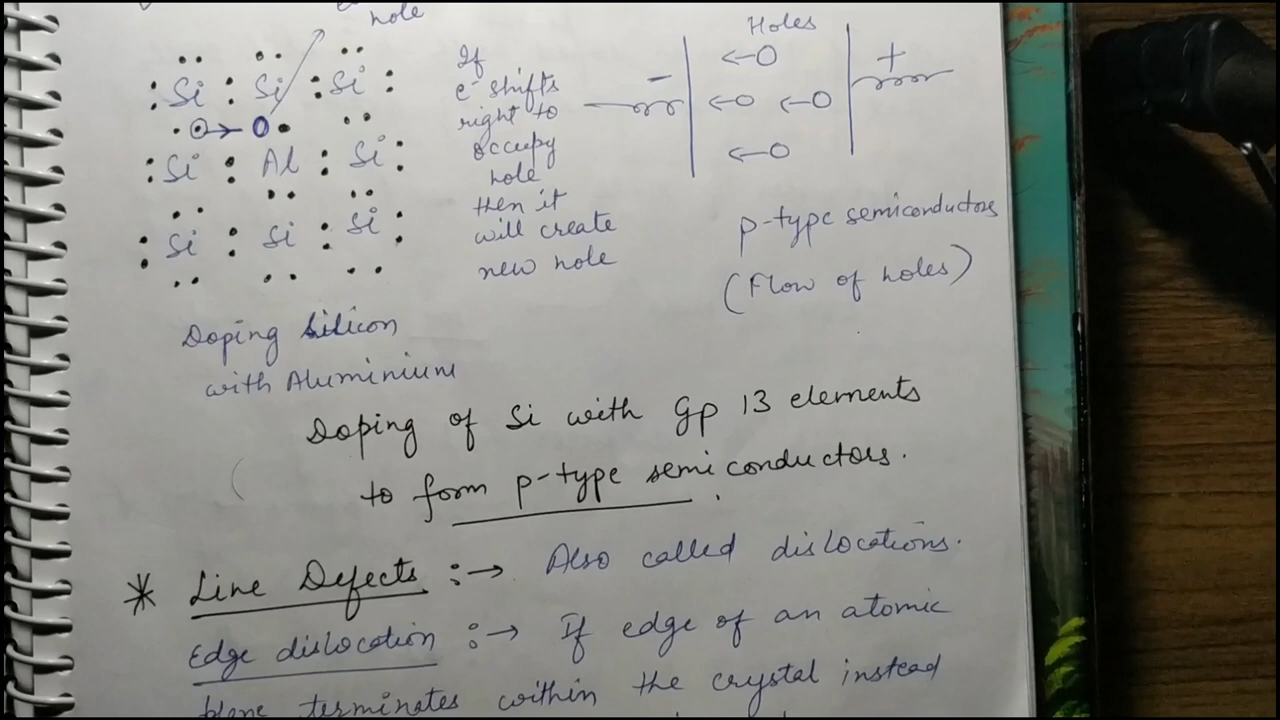 hole
Si : Si : Si :
Si : Al : Si :
Si : Si : Si :
If
e- shifts
right to
occupy
hole
then it
will create
new hole
Holes
- ←O +
←O ←O
←O
p-type semiconductors
(Flow of holes)
Doping Silicon
with Aluminium
Doping of Si with Gp 13 elements
to form p-type semiconductors.
* Line Defects :→ Also called dislocations.
Edge dislocation :→ If edge of an atomic
plane terminates within the crystal instead